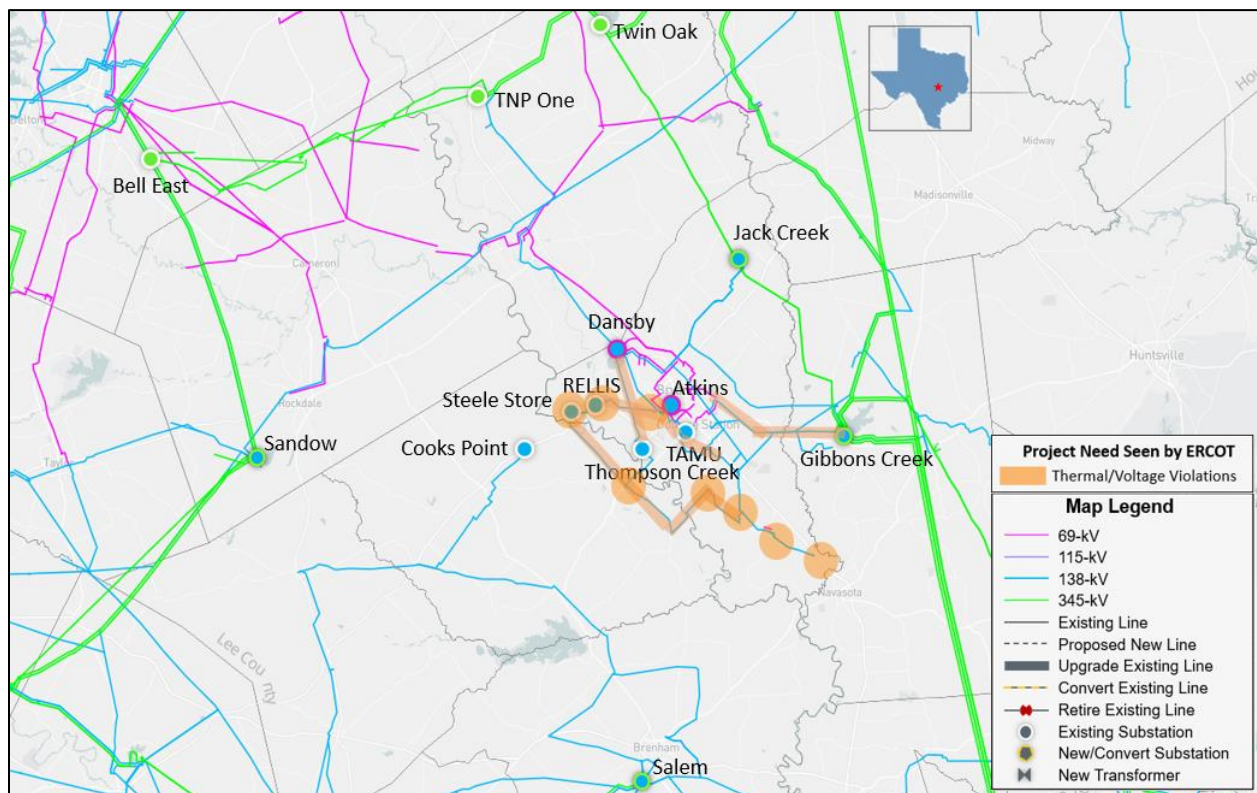 Twin Oak
TNP One
Bell East
Madisonville
Midway
Cameron
Jack Creek
Dansby
Huntsville
RELLIS
Atkins
Steele Store
Station
Rockdale
Sandow
Cooks Point
TAMU
Gibbons Creek
Thompson Creek
Navasota
Lee County
Brenham
Salem
Project Need Seen by ERCOT
Thermal/Voltage Violations
Map Legend
69-kV
115-kV
138-kV
345-kV
Existing Line
Proposed New Line
Upgrade Existing Line
Convert Existing Line
Retire Existing Line
Existing Substation
New/Convert Substation
New Transformer